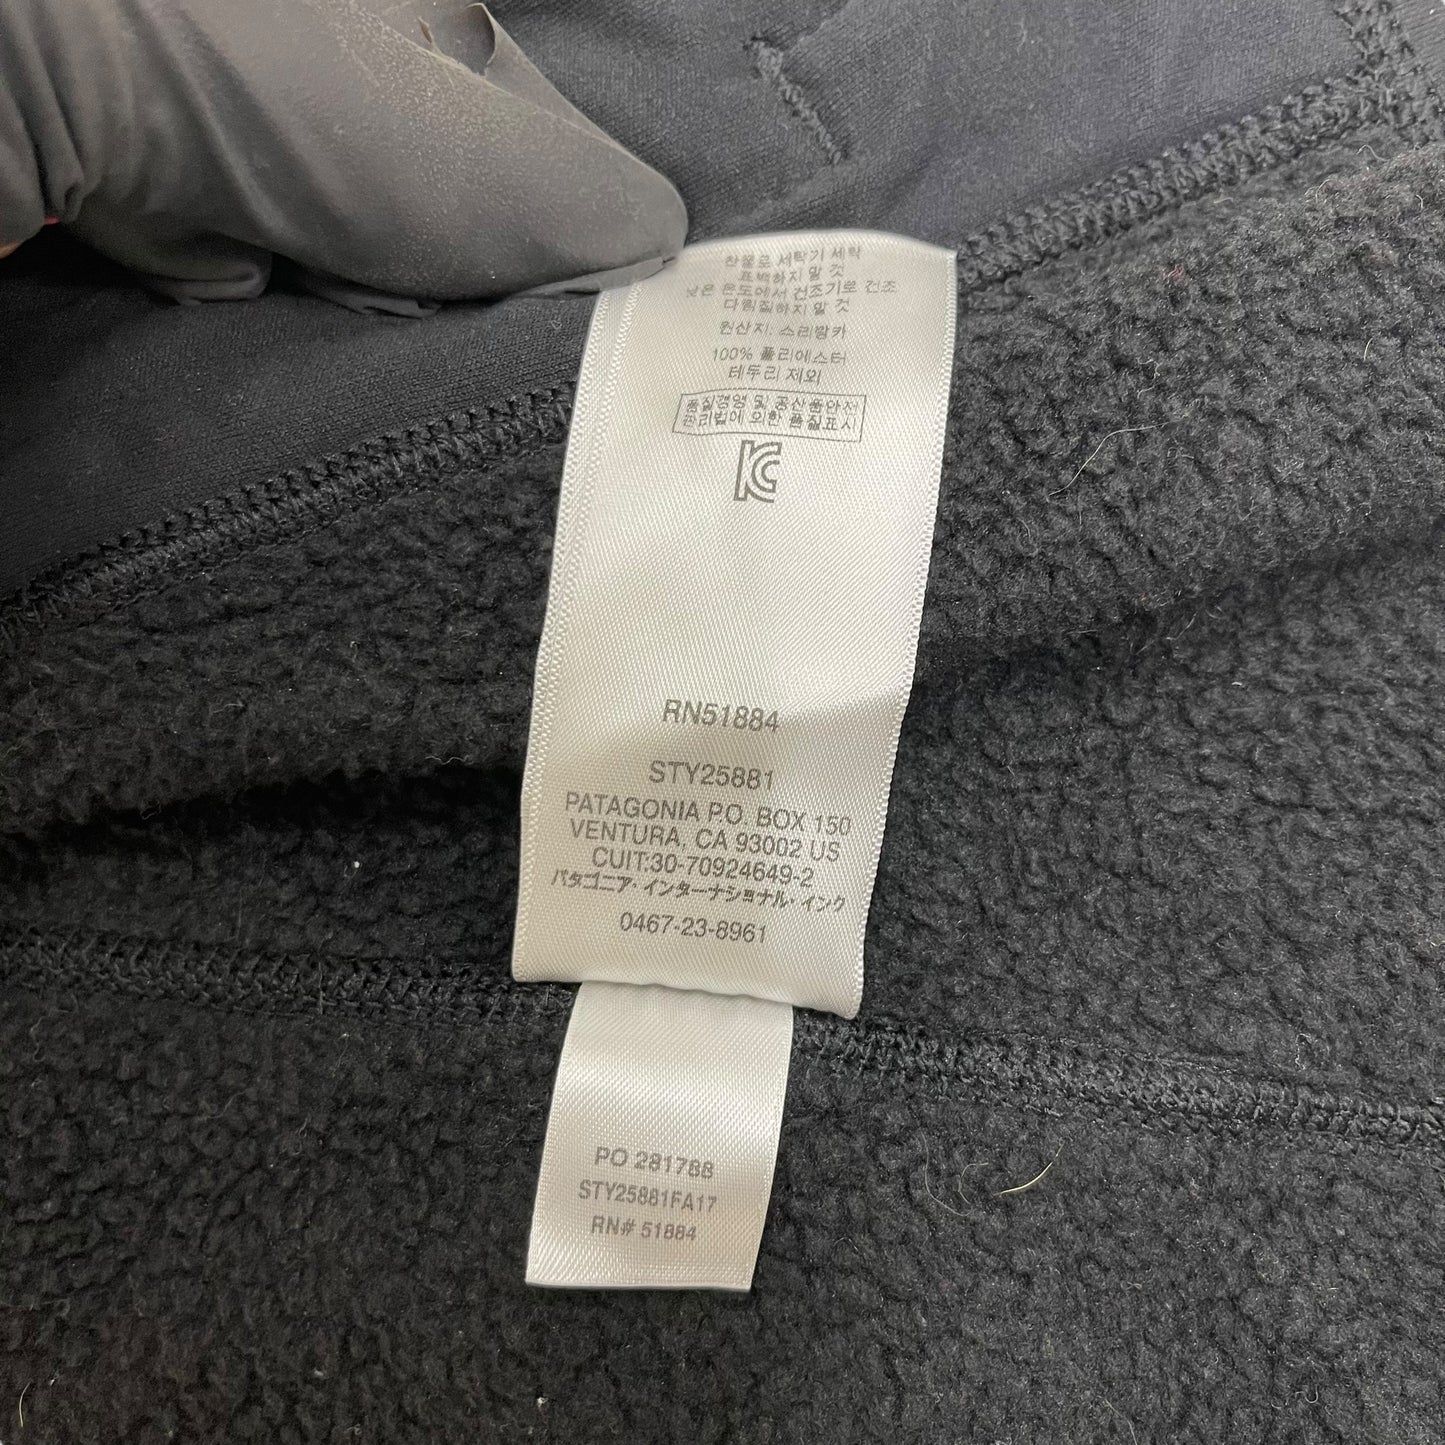 찬물로 세탁기 세탁
표백하지 말 것
낮은 온도에서 건조기로 건조
다림질하지 말 것
원산지: 스리랑카
100% 폴리에스터
테두리 제외
품질경영 및 공산품안전
관리법에 의한 품질표시
KC
RN51884
STY25881
PATAGONIA P.O. BOX 150
VENTURA, CA 93002 US
CUIT:30-70924649-2
パタゴニア・インターナショナル・インク
0467-23-8961
PO 281788
STY25881FA17
RN# 51884